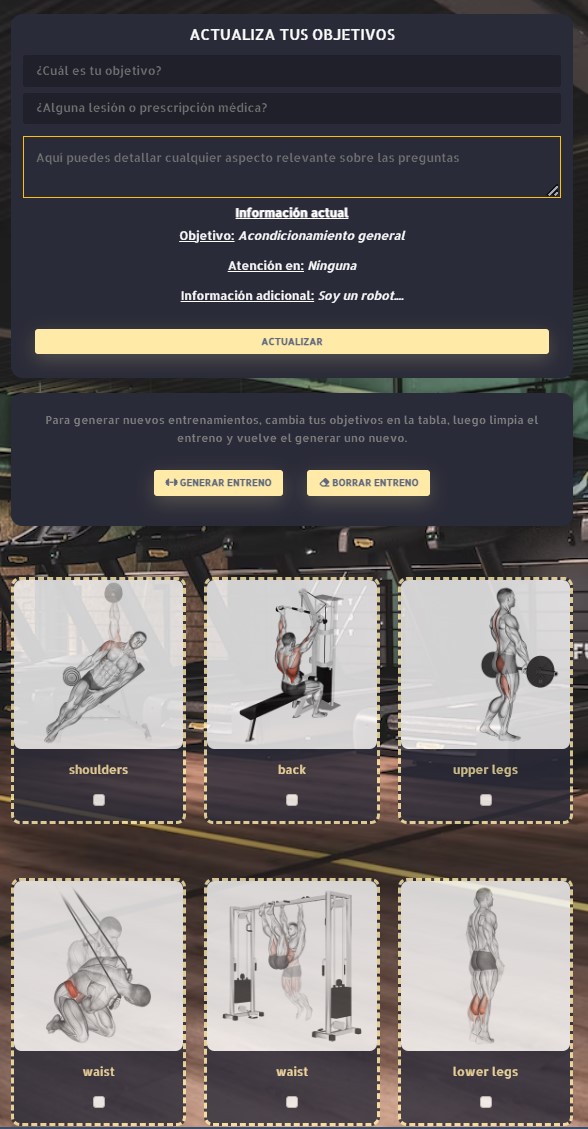 ACTUALIZA TUS OBJETIVOS
¿Cuál es tu objetivo?
¿Alguna lesión o prescripción médica?
Aquí puedes detallar cualquier aspecto relevante sobre las preguntas
Información actual
Objetivo: Acondicionamiento general
Atención en: Ninguna
Información adicional: Soy un robot....
ACTUALIZAR
Para generar nuevos entrenamientos, cambia tus objetivos en la tabla, luego limpia el
entreno y vuelve el generar uno nuevo.
GENERAR ENTRENO
BORRAR ENTRENO
shoulders
back
upper legs
waist
waist
lower legs